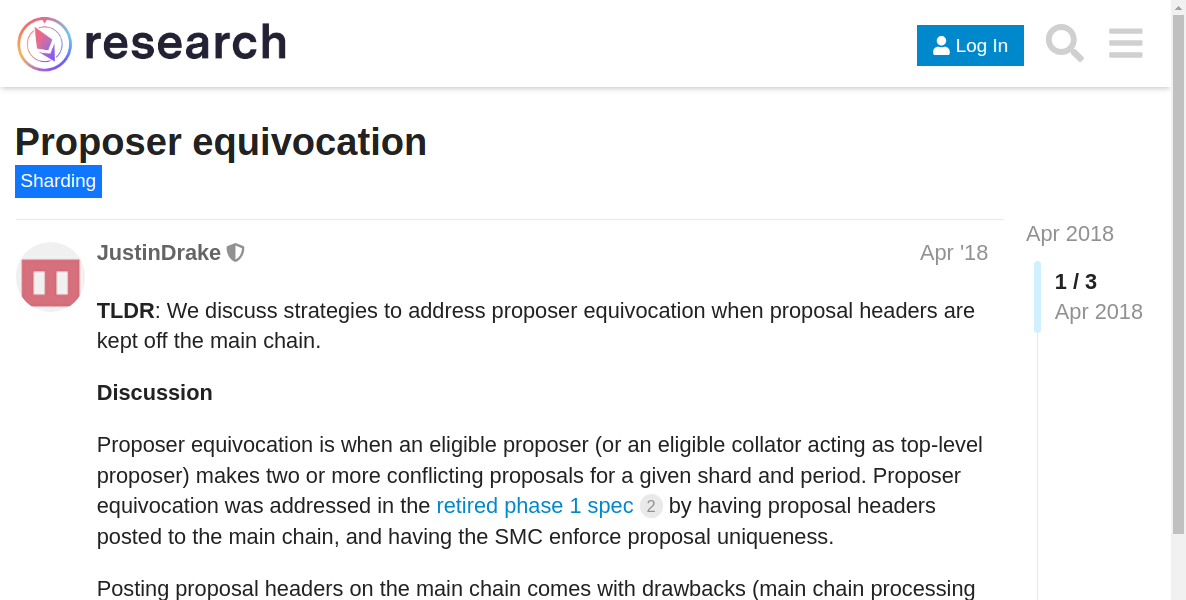 research
Log In
Proposer equivocation
Sharding
JustinDrake
Apr '18
Apr 2018
1 / 3
Apr 2018
TLDR: We discuss strategies to address proposer equivocation when proposal headers are
kept off the main chain.
Discussion
Proposer equivocation is when an eligible proposer (or an eligible collator acting as top-level
proposer) makes two or more conflicting proposals for a given shard and period. Proposer
equivocation was addressed in the retired phase 1 spec 2 by having proposal headers
posted to the main chain, and having the SMC enforce proposal uniqueness.
Posting proposal headers on the main chain comes with drawbacks (main chain processing